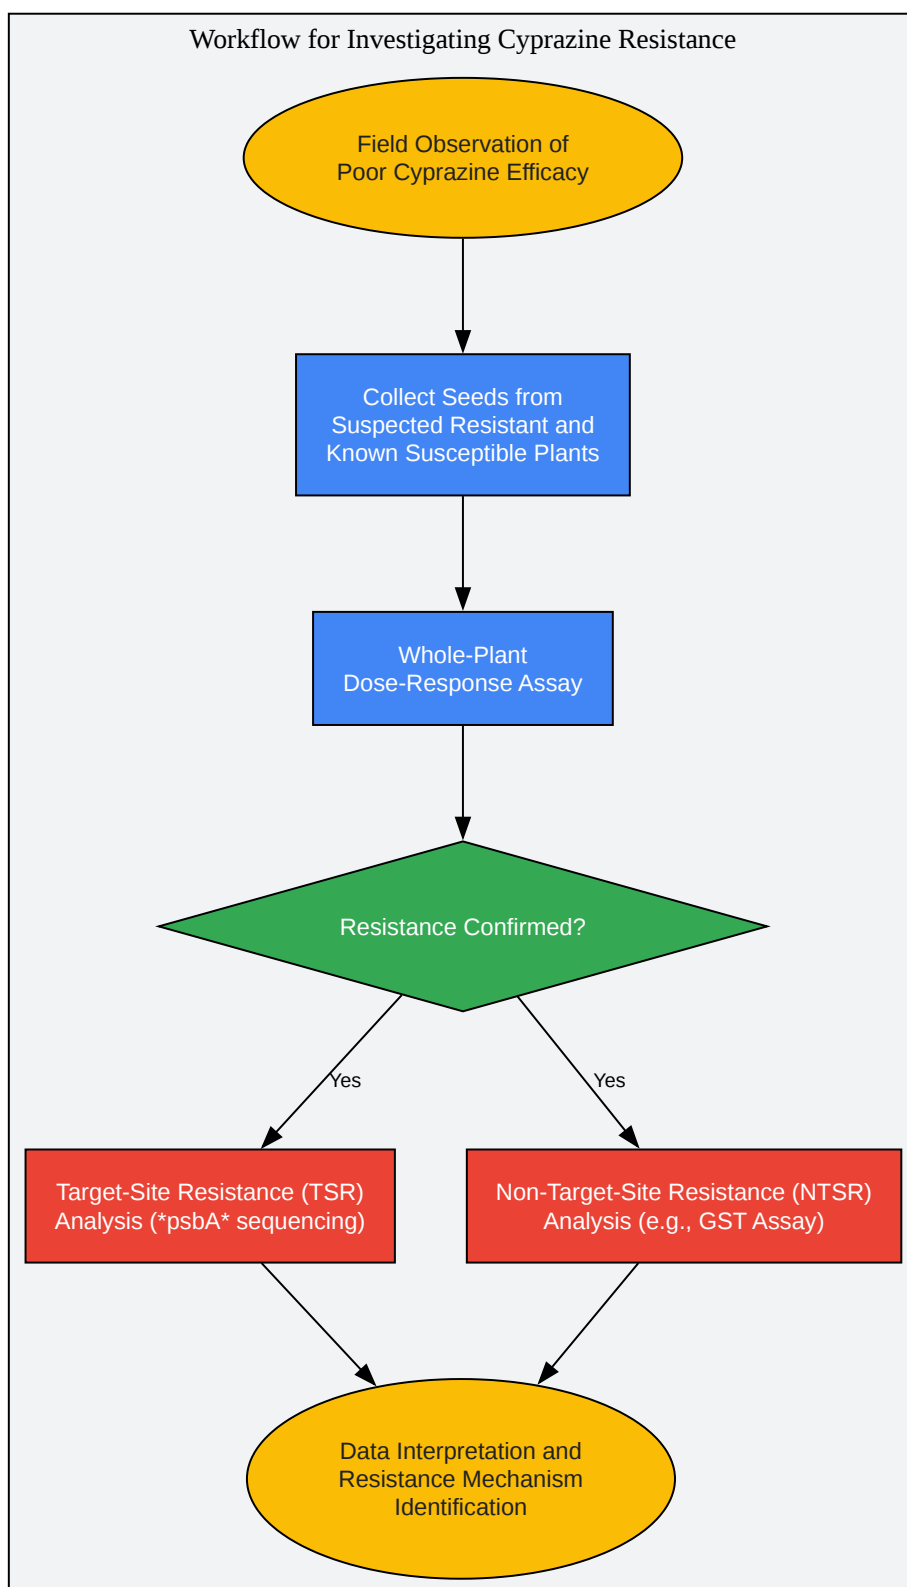 Workflow for Investigating Cyprazine Resistance
Field Observation of
Poor Cyprazine Efficacy
Collect Seeds from
Suspected Resistant and
Known Susceptible Plants
Whole-Plant
Dose-Response Assay
Resistance Confirmed?
Yes
Yes
Target-Site Resistance (TSR)
Analysis (*psbA* sequencing)
Non-Target-Site Resistance (NTSR)
Analysis (e.g., GST Assay)
Data Interpretation and
Resistance Mechanism
Identification